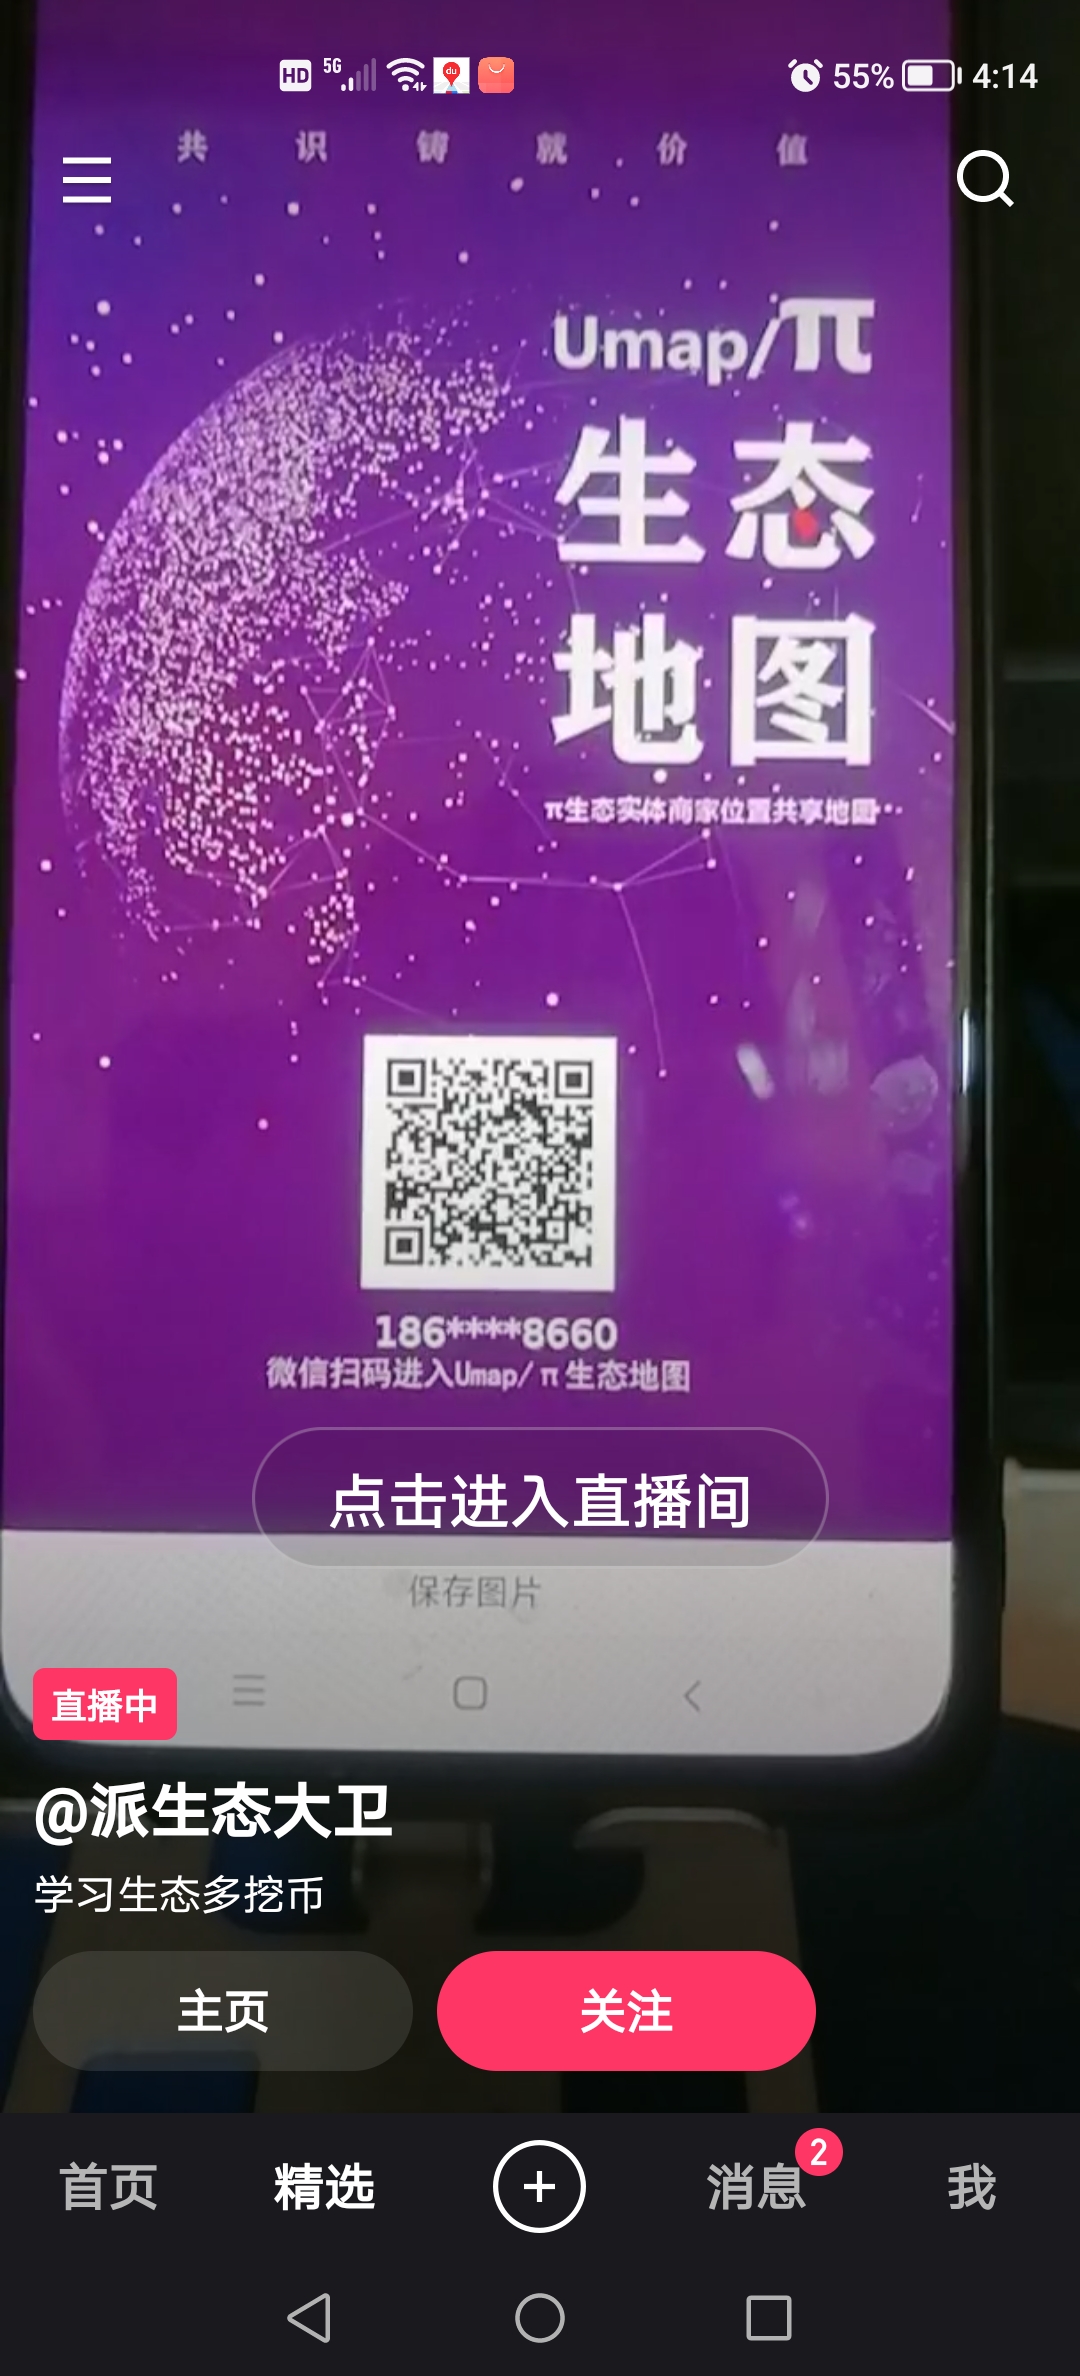 HD 5G du 55% 4:14
共 识 铸 就 . 价 值
Umap/π
生态
地图
π生态实体商家位置共享地图···
186****8660
微信扫码进入Umap/π生态地图
点击进入直播间
保存图片
直播中
@派生态大卫
学习生态多挖币
主页 关注
首页 精选 消息 2 我